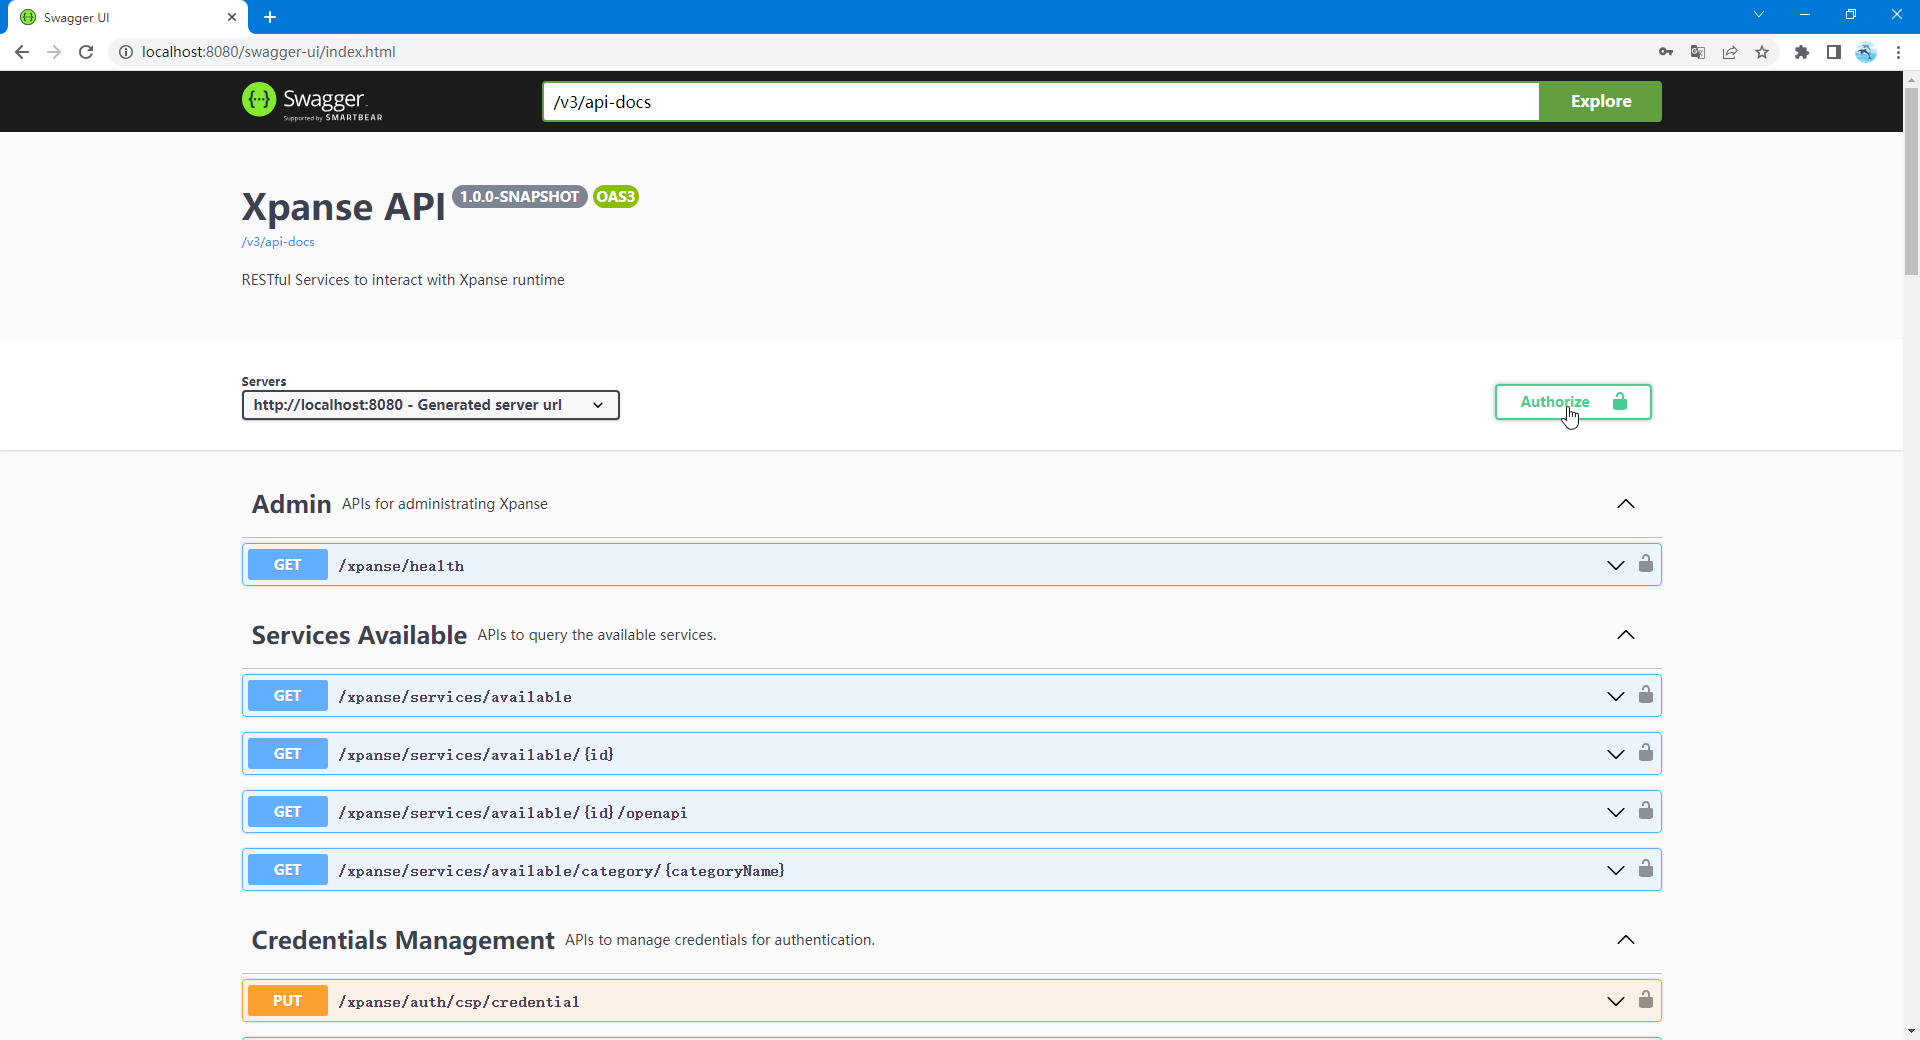 Swagger UI
localhost:8080/swagger-ui/index.html
Swagger
Supported by SMARTBEAR
/v3/api-docs
Explore
Xpanse API 1.0.0-SNAPSHOT OAS3
/v3/api-docs
RESTful Services to interact with Xpanse runtime
Servers
http://localhost:8080 - Generated server url
Authorize
Admin APIs for administrating Xpanse
GET /xpanse/health
Services Available APIs to query the available services.
GET /xpanse/services/available
GET /xpanse/services/available/{id}
GET /xpanse/services/available/{id}/openapi
GET /xpanse/services/available/category/{categoryName}
Credentials Management APIs to manage credentials for authentication.
PUT /xpanse/auth/csp/credential